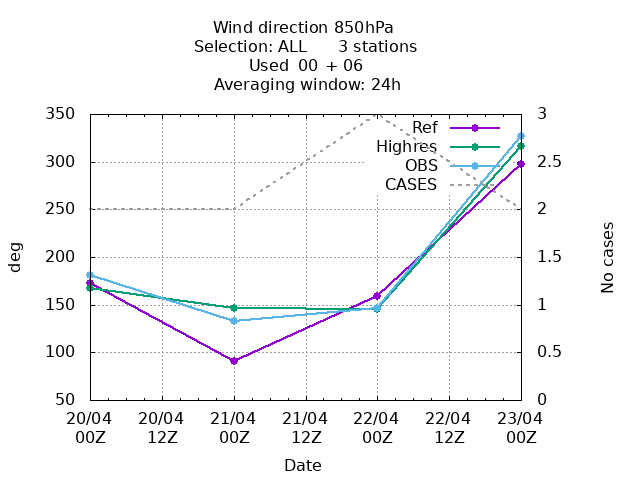 Wind direction 850hPa
Selection: ALL      3 stations
Used  00 + 06
Averaging window: 24h
350
300
250
200
150
100
50
3
2.5
2
1.5
1
0.5
0
deg
No cases
Ref
Highres
OBS
CASES
20/04 00Z
20/04 12Z
21/04 00Z
21/04 12Z
22/04 00Z
22/04 12Z
23/04 00Z
Date